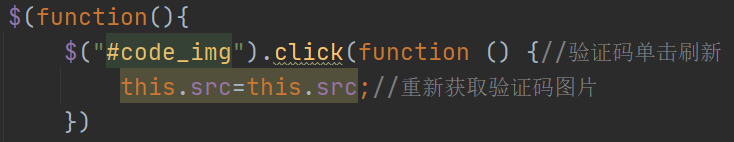 $(function(){
$("#code_img").click(function () {//验证码单击刷新
this.src=this.src;//重新获取验证码图片
})